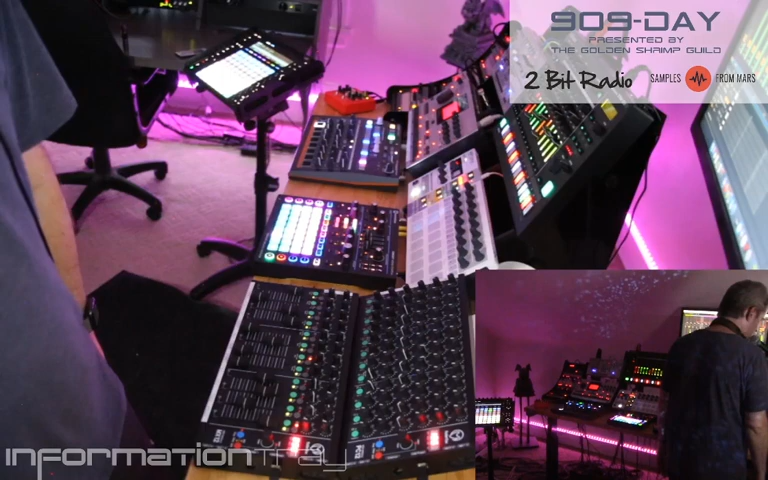 909-DAY
PRESENTED BY
THE GOLDEN SHRIMP GUILD
2 Bit Radio
SAMPLES FROM MARS
informationTray